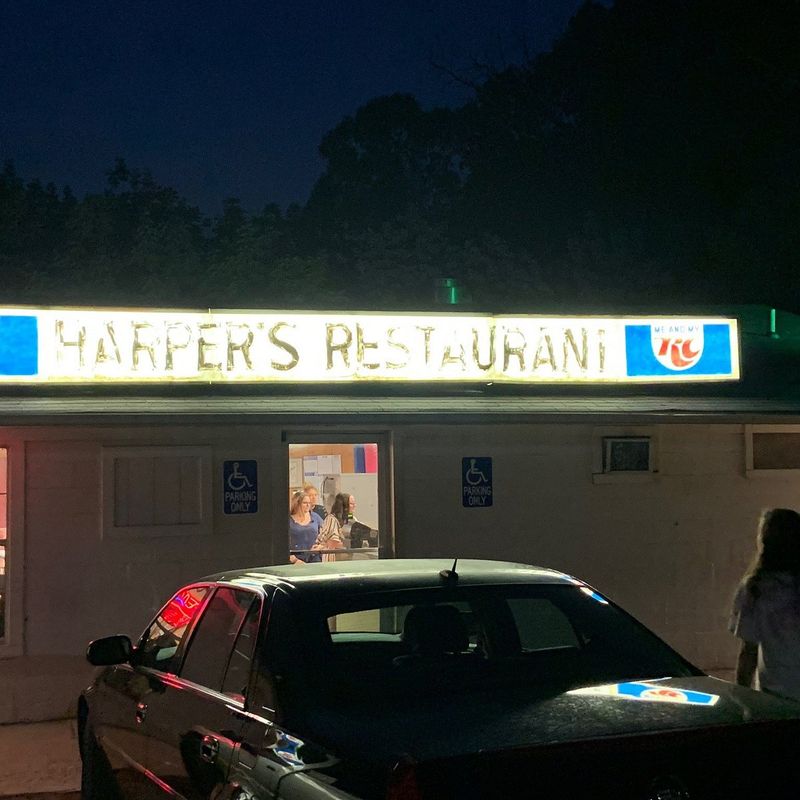 HARPER'S RESTAURANT
ME AND MY
RC
PARKING
ONLY
PARKING
ONLY